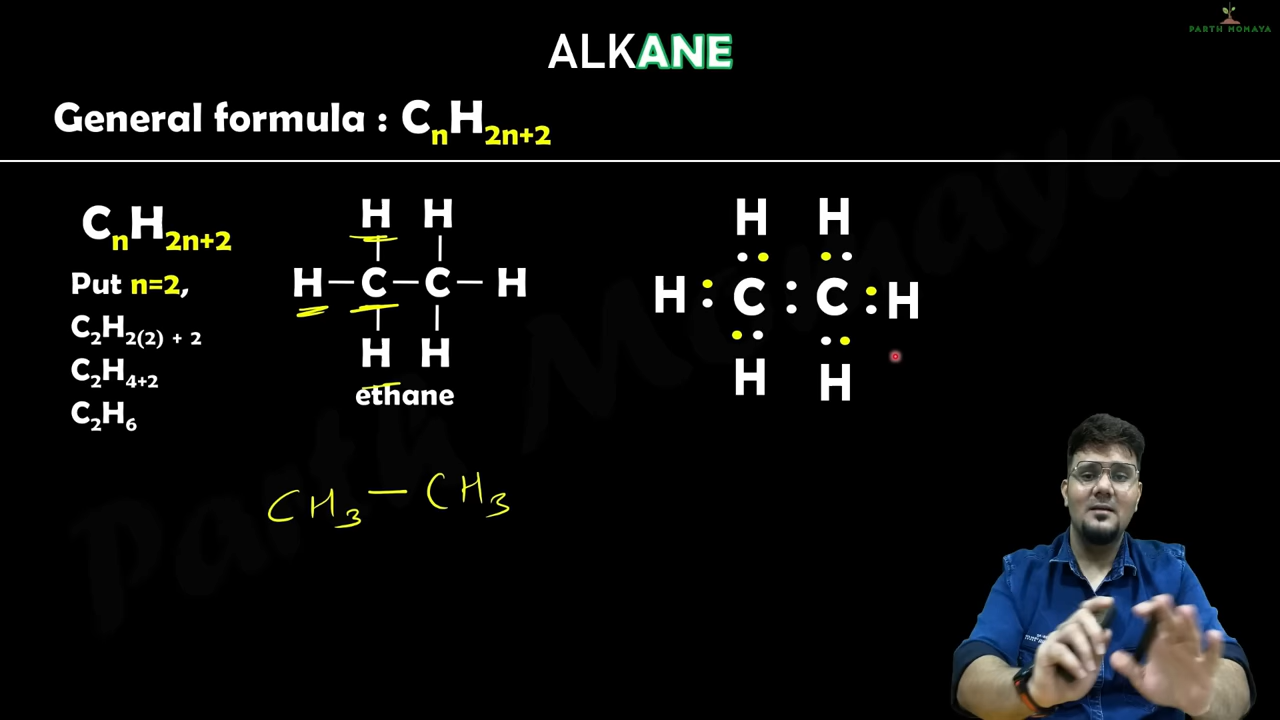 PARTH MOMAYA
ALKANE
General formula : CₙH₂ₙ₊₂
CₙH₂ₙ₊₂
Put n=2,
C₂H₂₍₂₎ ₊ ₂
C₂H₄₊₂
C₂H₆
H H
H—C—C—H
H H
ethane
CH₃—CH₃
H H
H : C : C : H
H H
Parth Momaya